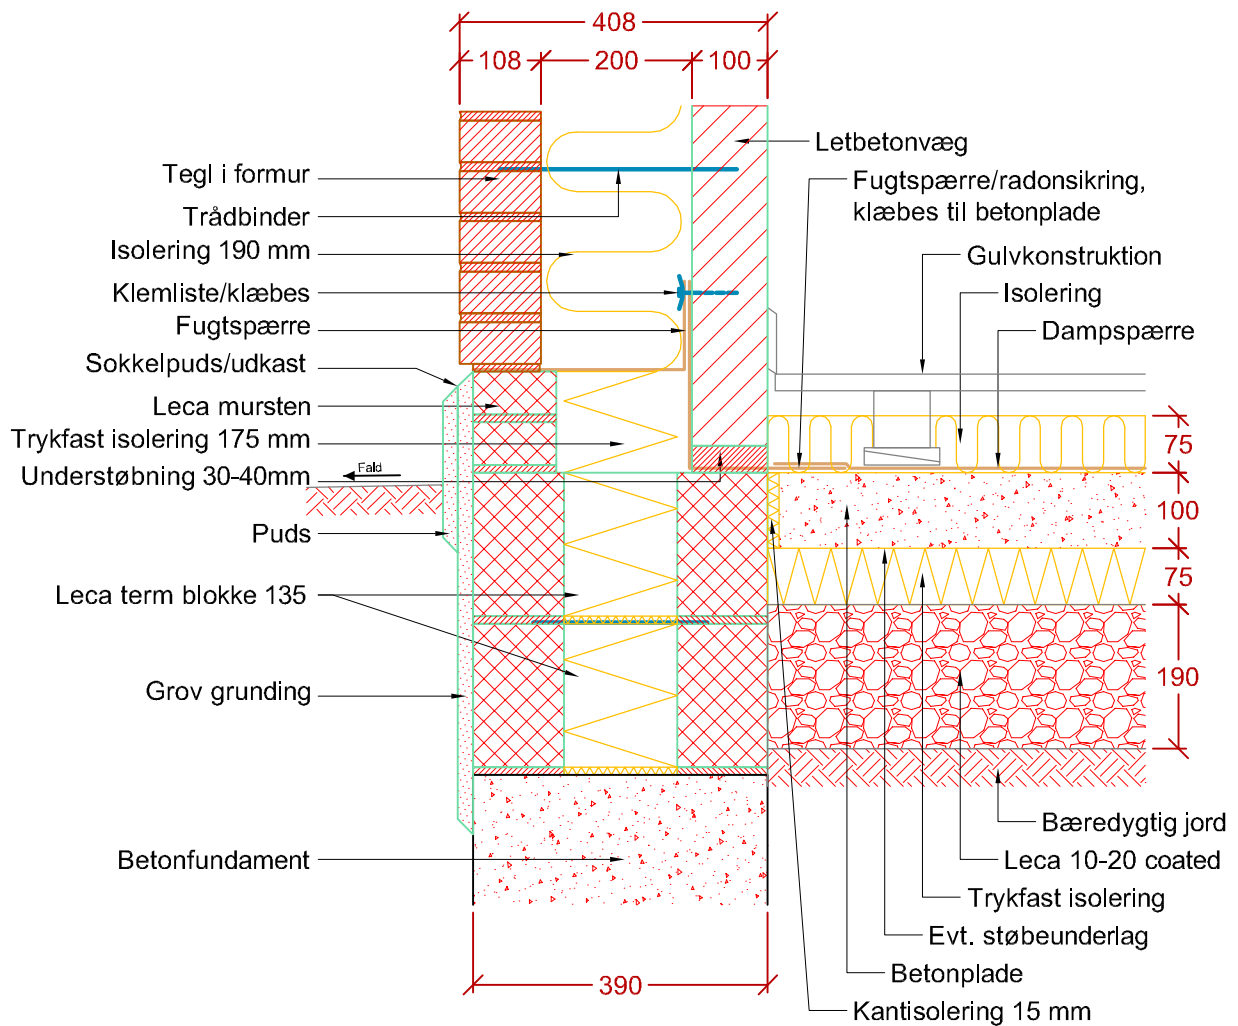 408
108
200
100
Tegl i formur
Trådbinder
Isolering 190 mm
Klemliste/klæbes
Fugtspærre
Sokkelpuds/udkast
Leca mursten
Trykfast isolering 175 mm
Understøbning 30-40mm
Fald
Puds
Leca term blokke 135
Grov grunding
Betonfundament
Letbetonvæg
Fugtspærre/radonsikring,
klæbes til betonplade
Gulvkonstruktion
Isolering
Dampspærre
75
100
75
190
Bæredygtig jord
Leca 10-20 coated
Trykfast isolering
Evt. støbeunderlag
Betonplade
Kantisolering 15 mm
390